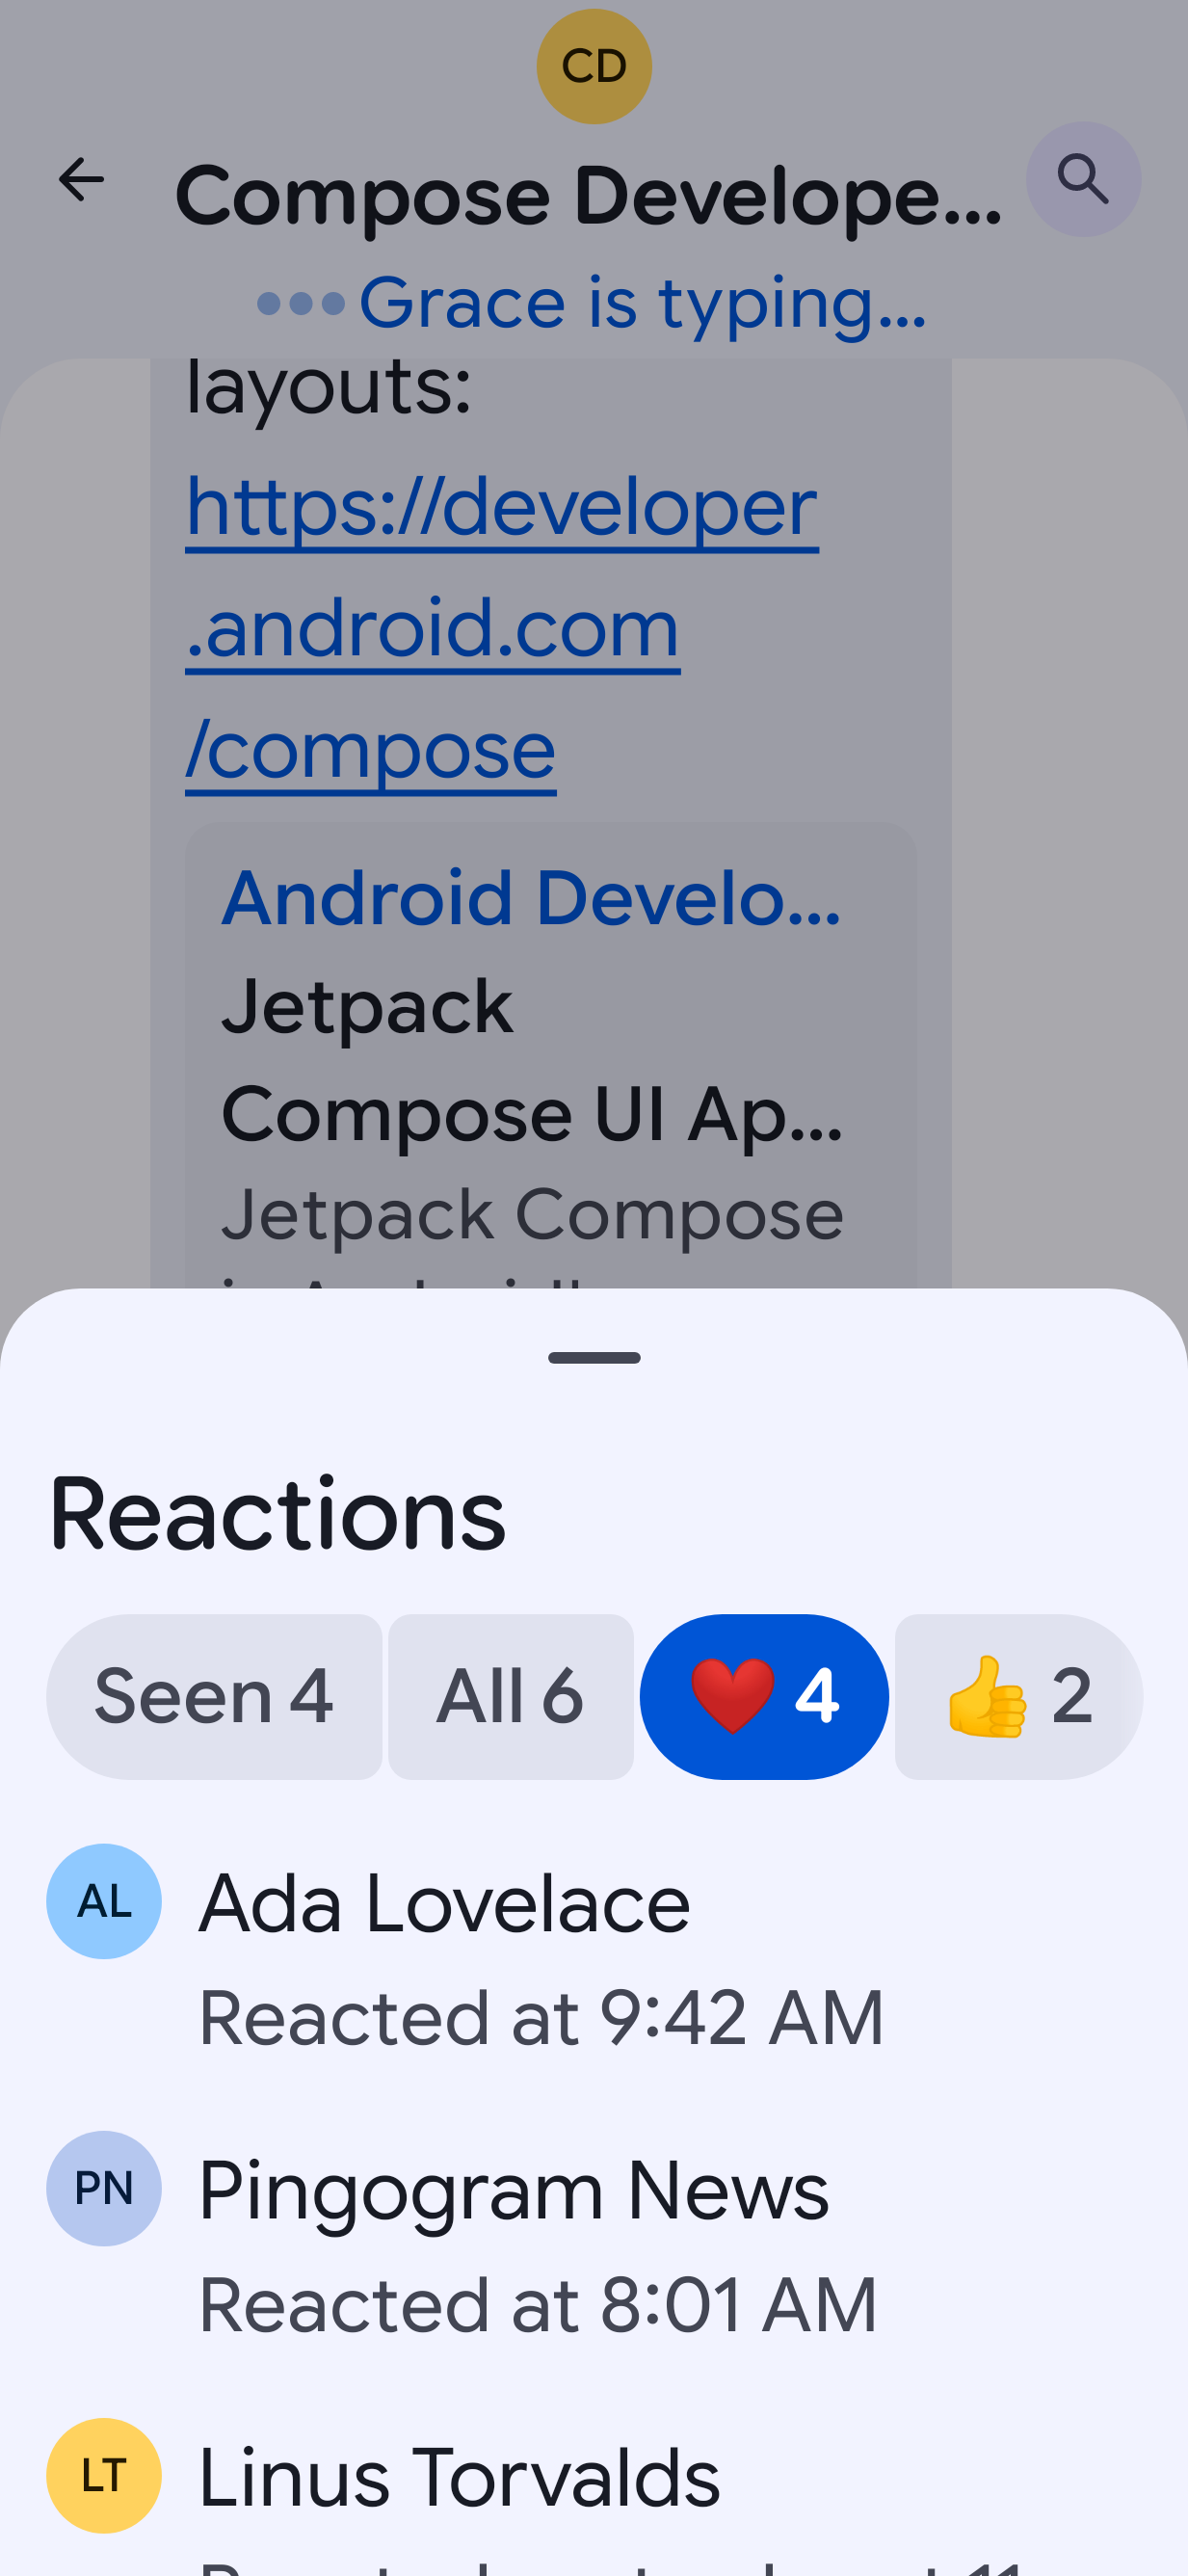 CD
Compose Develope...
Grace is typing...
layouts:
https://developer
.android.com
/compose
Android Develo...
Jetpack
Compose UI Ap...
Jetpack Compose
Reactions
Seen 4
All 6
❤️ 4
👍 2
AL
Ada Lovelace
Reacted at 9:42 AM
PN
Pingogram News
Reacted at 8:01 AM
LT
Linus Torvalds